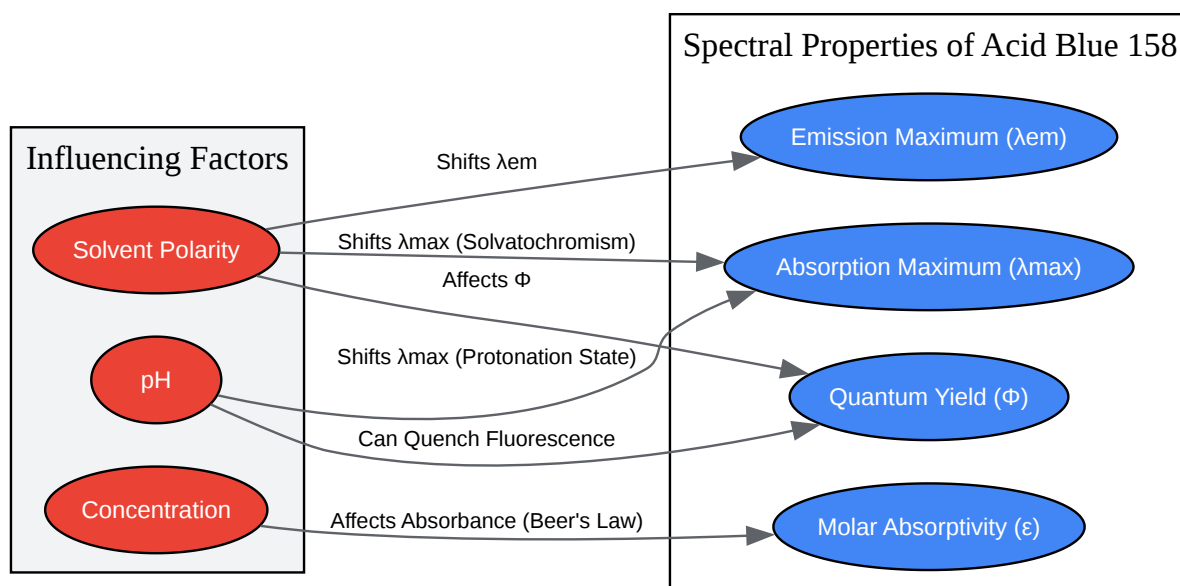 Spectral Properties of Acid Blue 158
Emission Maximum (λem)
Influencing Factors
Shifts λem
Solvent Polarity
Shifts λmax (Solvatochromism)
Absorption Maximum (λmax)
Affects Φ
pH
Shifts λmax (Protonation State)
Quantum Yield (Φ)
Can Quench Fluorescence
Concentration
Affects Absorbance (Beer's Law)
Molar Absorptivity (ε)